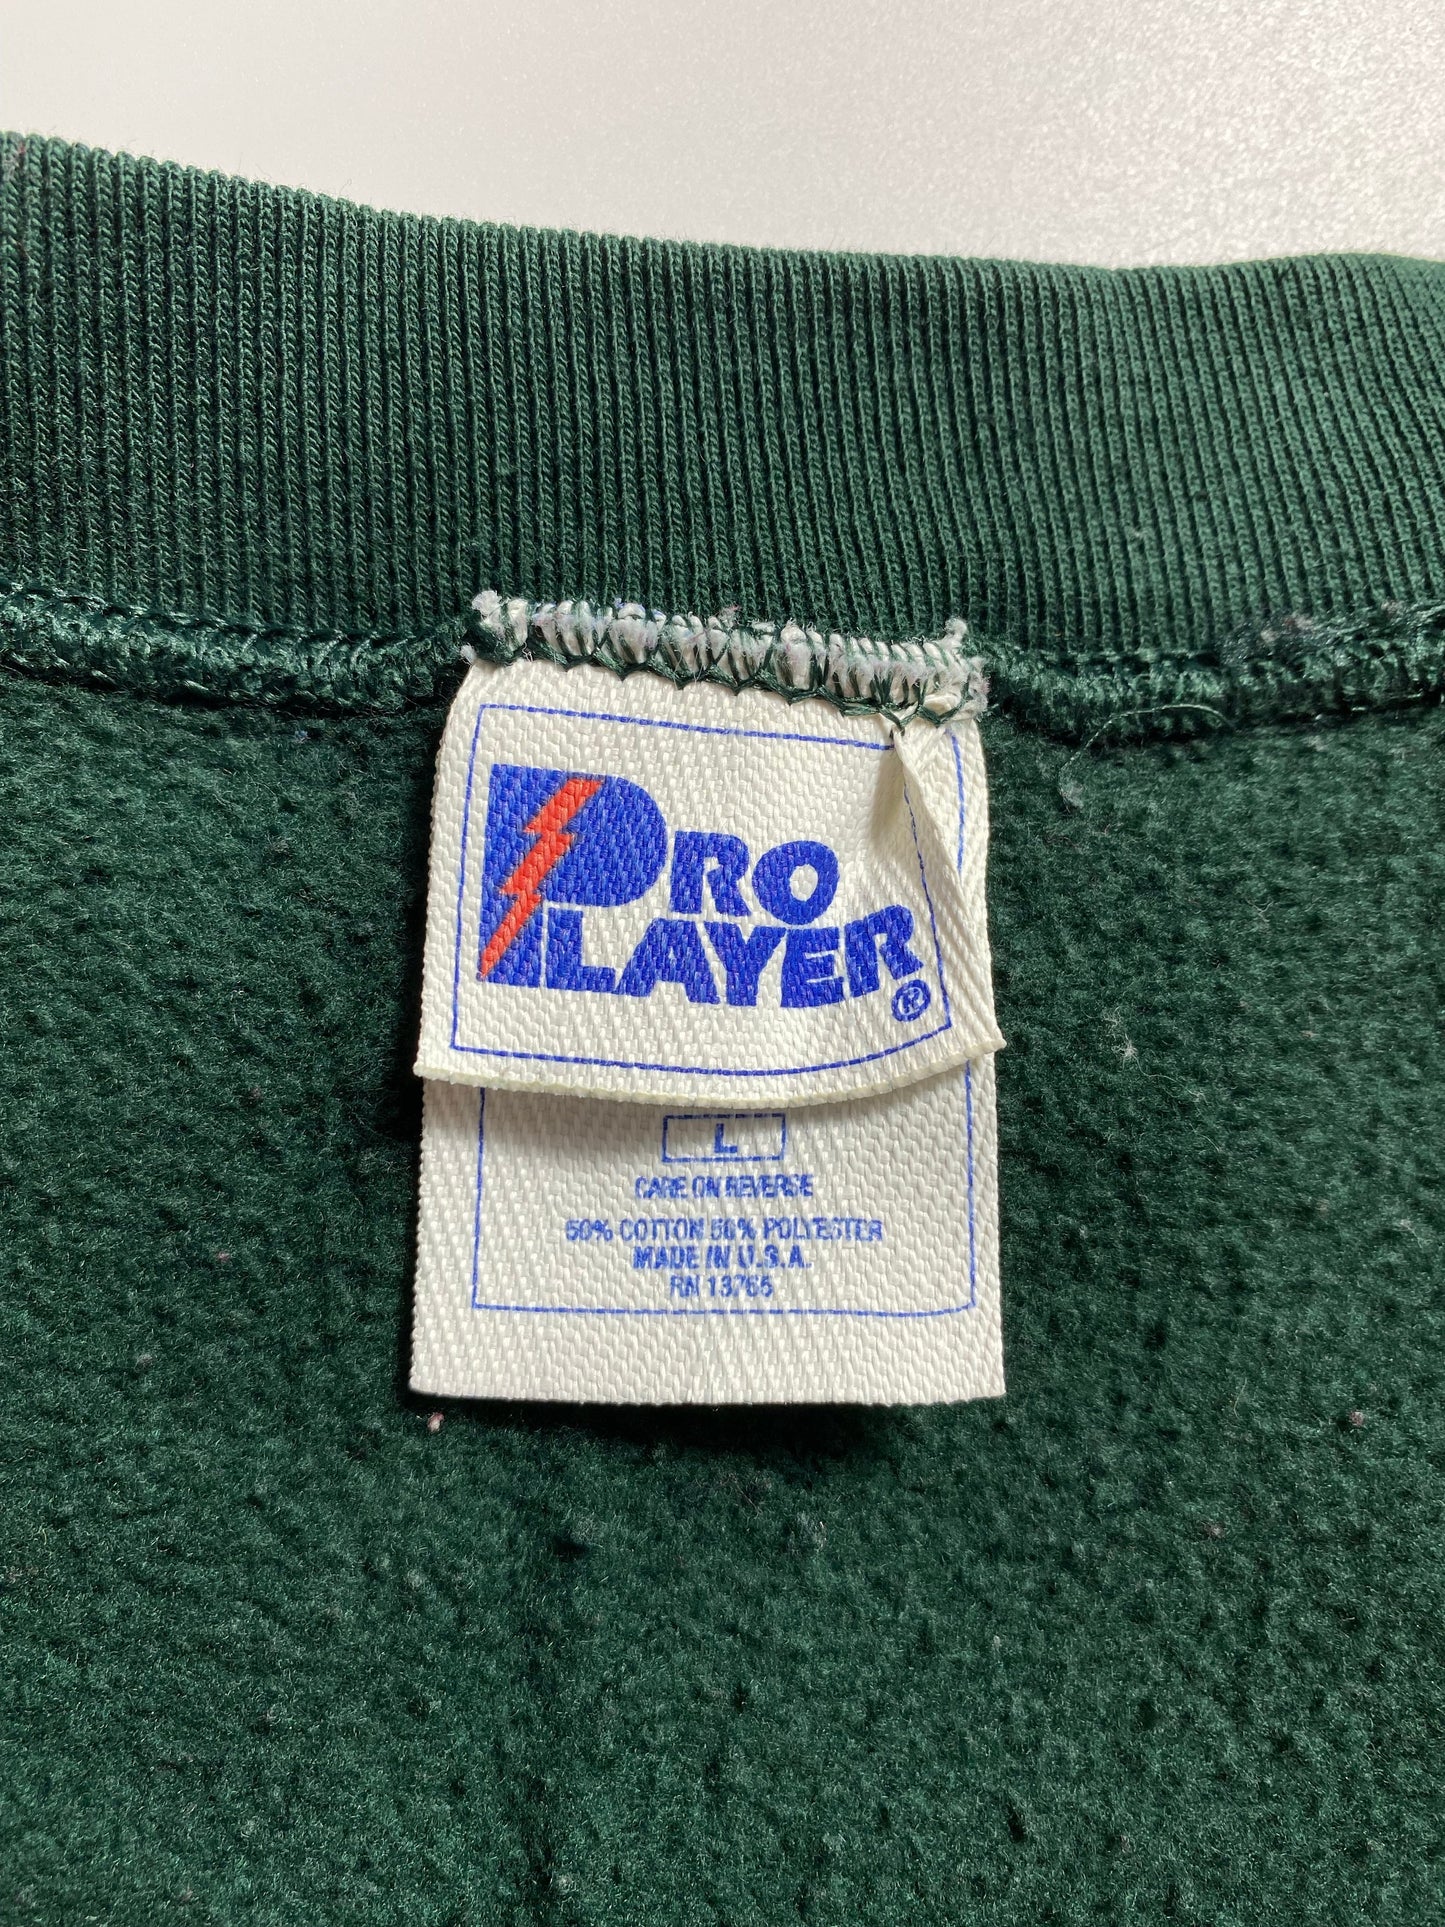 PRO
PLAYER®
L
CARE ON REVERSE
50% COTTON 50% POLYESTER
MADE IN U.S.A.
RN 13765